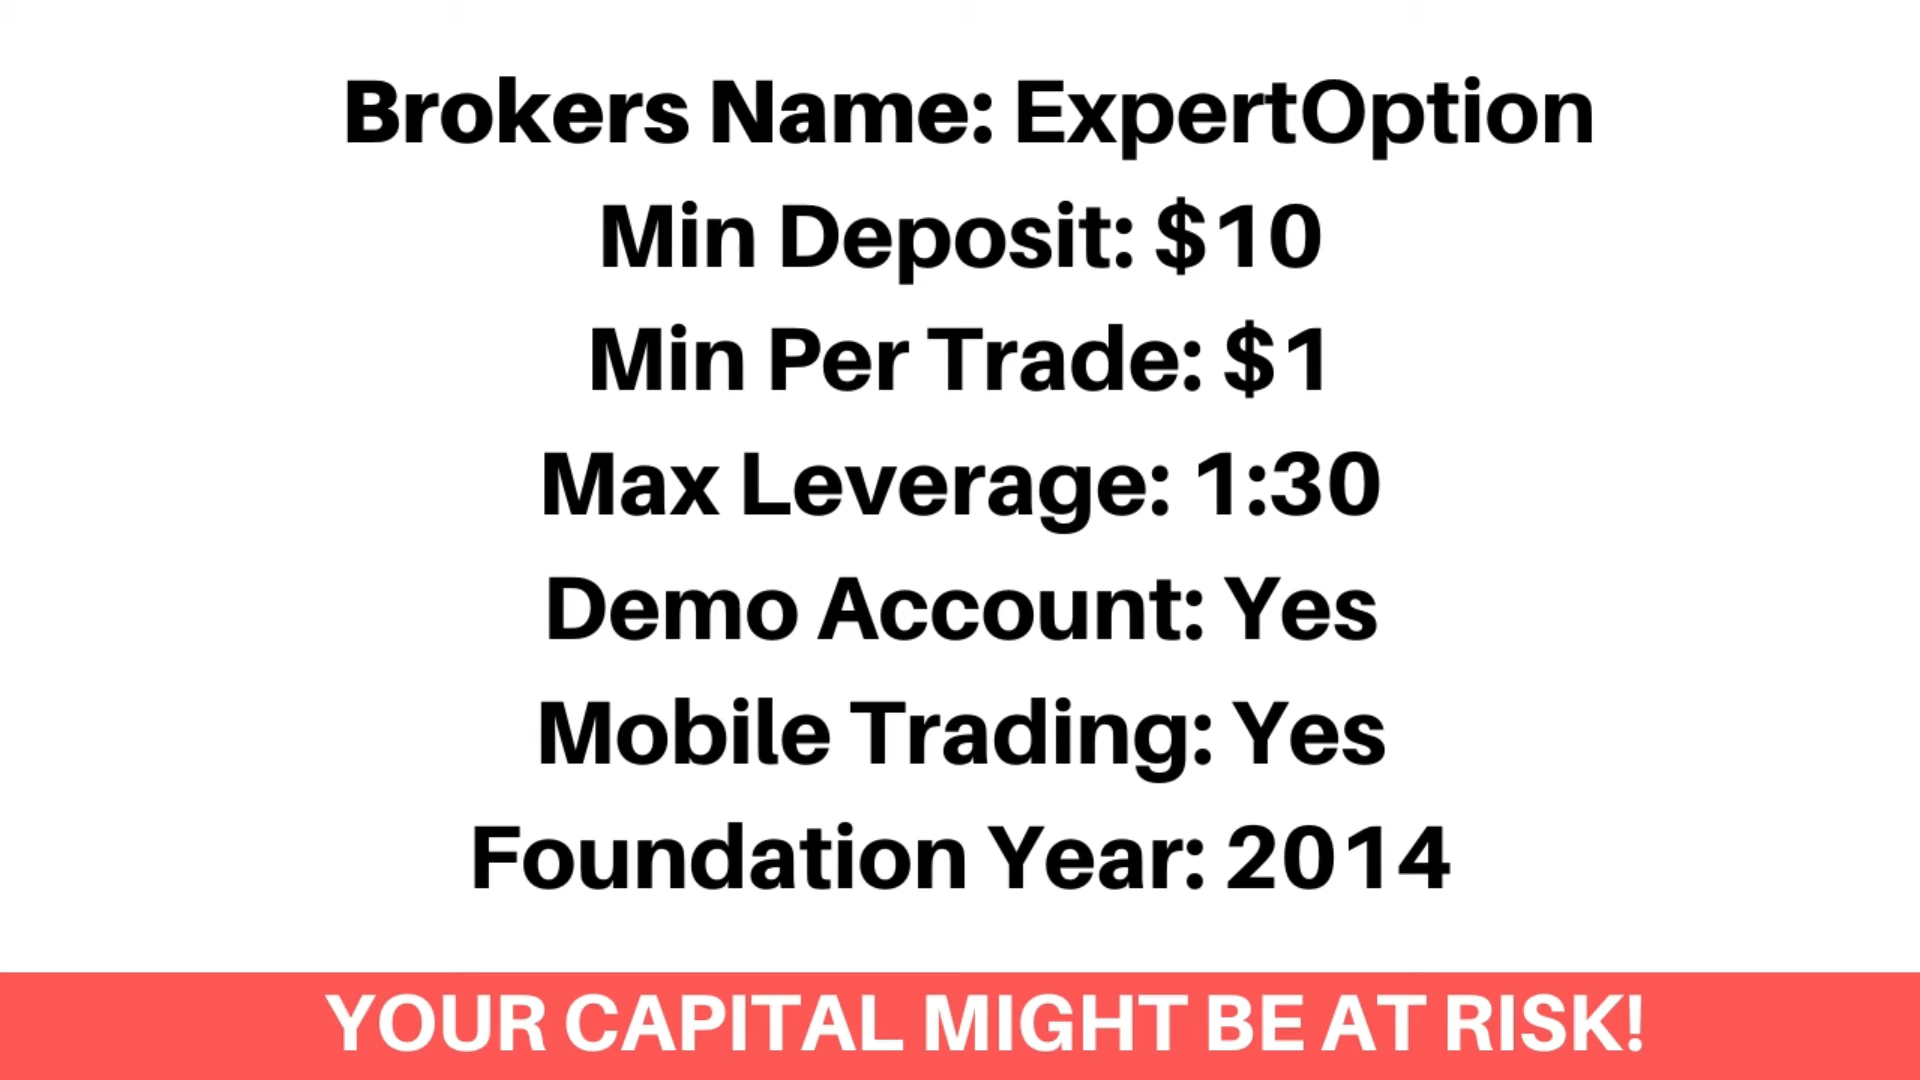 Brokers Name: ExpertOption
Min Deposit: $10
Min Per Trade: $1
Max Leverage: 1:30
Demo Account: Yes
Mobile Trading: Yes
Foundation Year: 2014
YOUR CAPITAL MIGHT BE AT RISK!